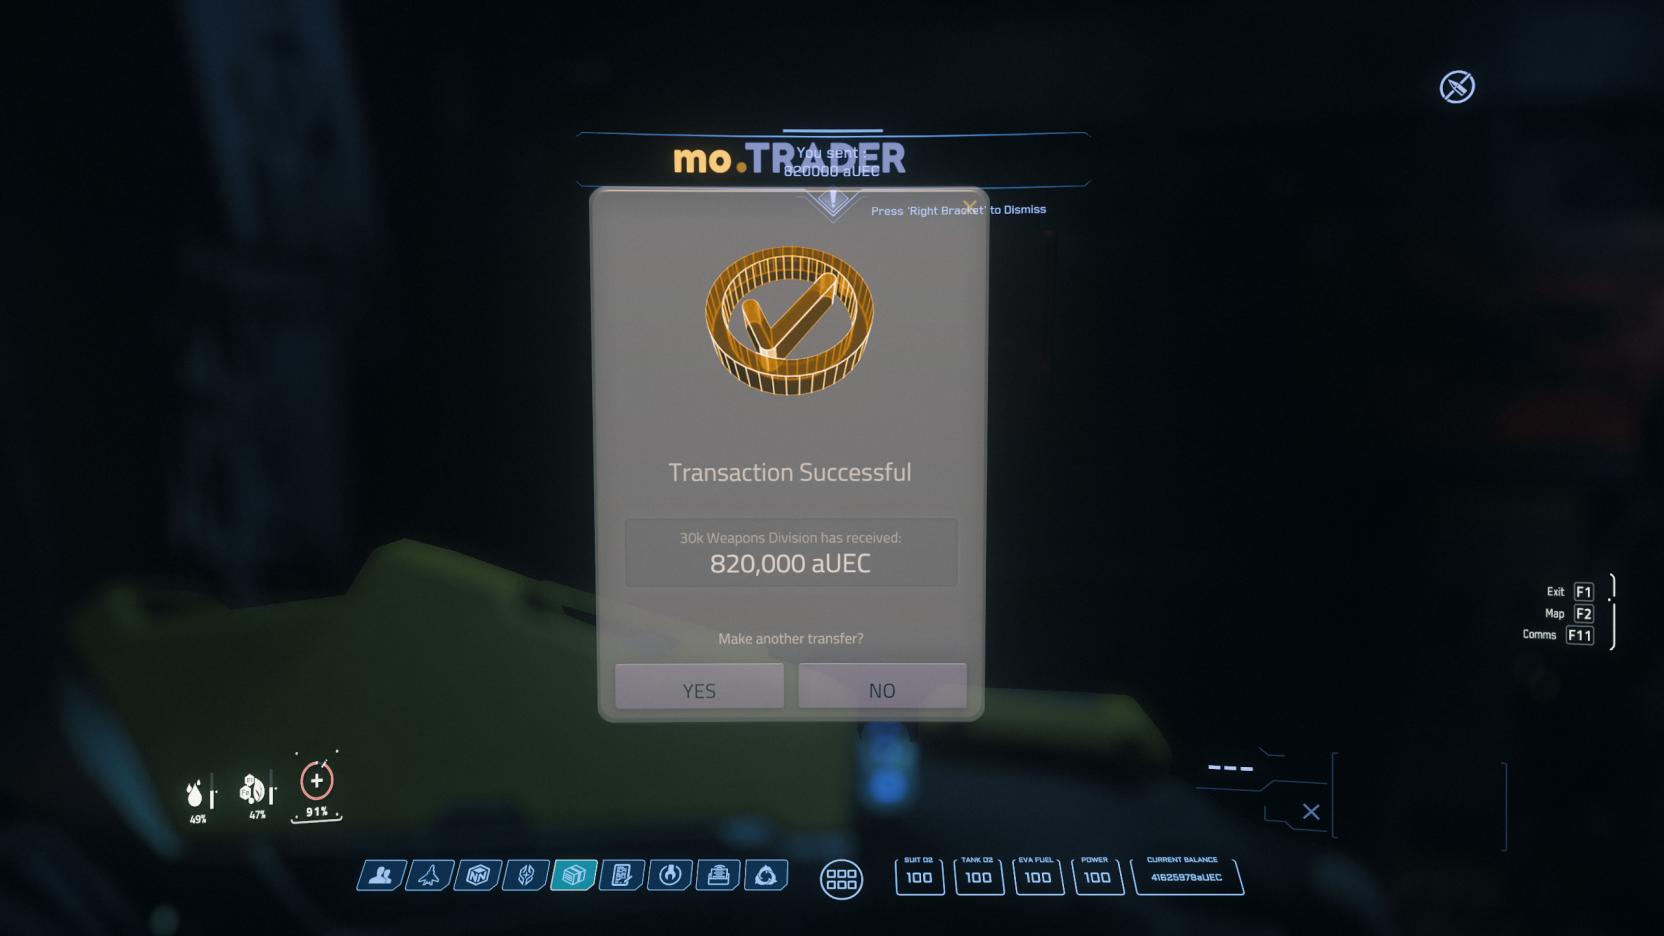 mo.TRADER
You sent :
820000 aUEC
Press 'Right Bracket' to Dismiss
Transaction Successful
30k Weapons Division has received:
820,000 aUEC
Make another transfer?
YES
NO
Exit F1
Map F2
Comms F11
49%
47%
91%
SUIT O2
100
TANK O2
100
EVA FUEL
100
POWER
100
CURRENT BALANCE
41625978aUEC